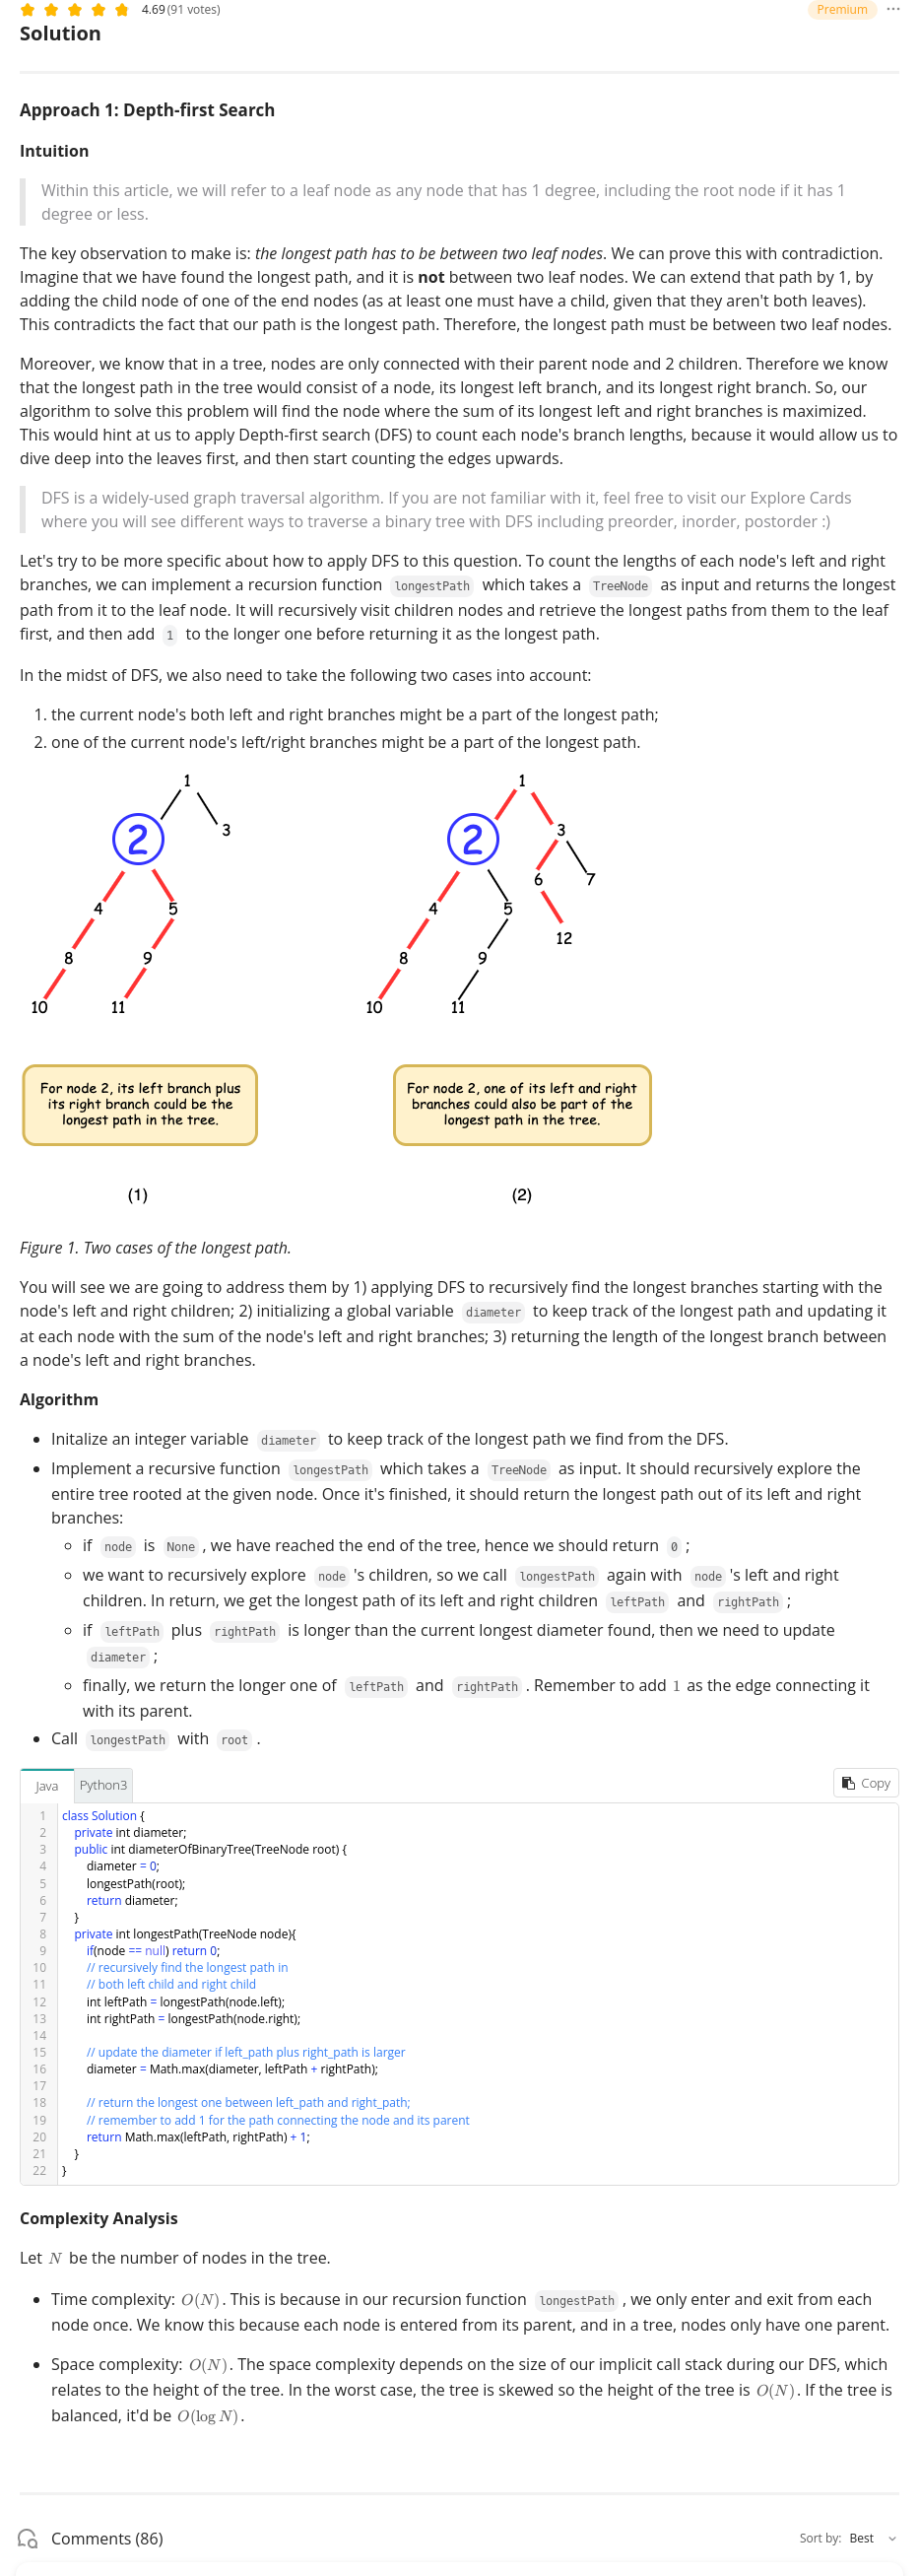 4.69 (91 votes) Premium ...
Solution
Approach 1: Depth-first Search
Intuition
Within this article, we will refer to a leaf node as any node that has 1 degree, including the root node if it has 1
degree or less.
The key observation to make is: the longest path has to be between two leaf nodes. We can prove this with contradiction.
Imagine that we have found the longest path, and it is not between two leaf nodes. We can extend that path by 1, by
adding the child node of one of the end nodes (as at least one must have a child, given that they aren't both leaves).
This contradicts the fact that our path is the longest path. Therefore, the longest path must be between two leaf nodes.
Moreover, we know that in a tree, nodes are only connected with their parent node and 2 children. Therefore we know
that the longest path in the tree would consist of a node, its longest left branch, and its longest right branch. So, our
algorithm to solve this problem will find the node where the sum of its longest left and right branches is maximized.
This would hint at us to apply Depth-first search (DFS) to count each node's branch lengths, because it would allow us to
dive deep into the leaves first, and then start counting the edges upwards.
DFS is a widely-used graph traversal algorithm. If you are not familiar with it, feel free to visit our Explore Cards
where you will see different ways to traverse a binary tree with DFS including preorder, inorder, postorder :)
Let's try to be more specific about how to apply DFS to this question. To count the lengths of each node's left and right
branches, we can implement a recursion function longestPath which takes a TreeNode as input and returns the longest
path from it to the leaf node. It will recursively visit children nodes and retrieve the longest paths from them to the leaf
first, and then add 1 to the longer one before returning it as the longest path.
In the midst of DFS, we also need to take the following two cases into account:
1. the current node's both left and right branches might be a part of the longest path;
2. one of the current node's left/right branches might be a part of the longest path.
1
2 3
4 5
8 9
10 11
For node 2, its left branch plus
its right branch could be the
longest path in the tree.
(1)
1
2 3
6 7
4 5
12
8 9
10 11
For node 2, one of its left and right
branches could also be part of the
longest path in the tree.
(2)
Figure 1. Two cases of the longest path.
You will see we are going to address them by 1) applying DFS to recursively find the longest branches starting with the
node's left and right children; 2) initializing a global variable diameter to keep track of the longest path and updating it
at each node with the sum of the node's left and right branches; 3) returning the length of the longest branch between
a node's left and right branches.
Algorithm
• Initalize an integer variable diameter to keep track of the longest path we find from the DFS.
• Implement a recursive function longestPath which takes a TreeNode as input. It should recursively explore the
entire tree rooted at the given node. Once it's finished, it should return the longest path out of its left and right
branches:
◦ if node is None , we have reached the end of the tree, hence we should return 0 ;
◦ we want to recursively explore node 's children, so we call longestPath again with node 's left and right
children. In return, we get the longest path of its left and right children leftPath and rightPath ;
◦ if leftPath plus rightPath is longer than the current longest diameter found, then we need to update
diameter ;
◦ finally, we return the longer one of leftPath and rightPath . Remember to add 1 as the edge connecting it
with its parent.
• Call longestPath with root .
Java Python3 Copy
1 class Solution {
2 private int diameter;
3 public int diameterOfBinaryTree(TreeNode root) {
4 diameter = 0;
5 longestPath(root);
6 return diameter;
7 }
8 private int longestPath(TreeNode node){
9 if(node == null) return 0;
10 // recursively find the longest path in
11 // both left child and right child
12 int leftPath = longestPath(node.left);
13 int rightPath = longestPath(node.right);
14
15 // update the diameter if left_path plus right_path is larger
16 diameter = Math.max(diameter, leftPath + rightPath);
17
18 // return the longest one between left_path and right_path;
19 // remember to add 1 for the path connecting the node and its parent
20 return Math.max(leftPath, rightPath) + 1;
21 }
22 }
Complexity Analysis
Let N be the number of nodes in the tree.
• Time complexity: O(N). This is because in our recursion function longestPath , we only enter and exit from each
node once. We know this because each node is entered from its parent, and in a tree, nodes only have one parent.
• Space complexity: O(N). The space complexity depends on the size of our implicit call stack during our DFS, which
relates to the height of the tree. In the worst case, the tree is skewed so the height of the tree is O(N). If the tree is
balanced, it'd be O(log N).
Comments (86) Sort by: Best